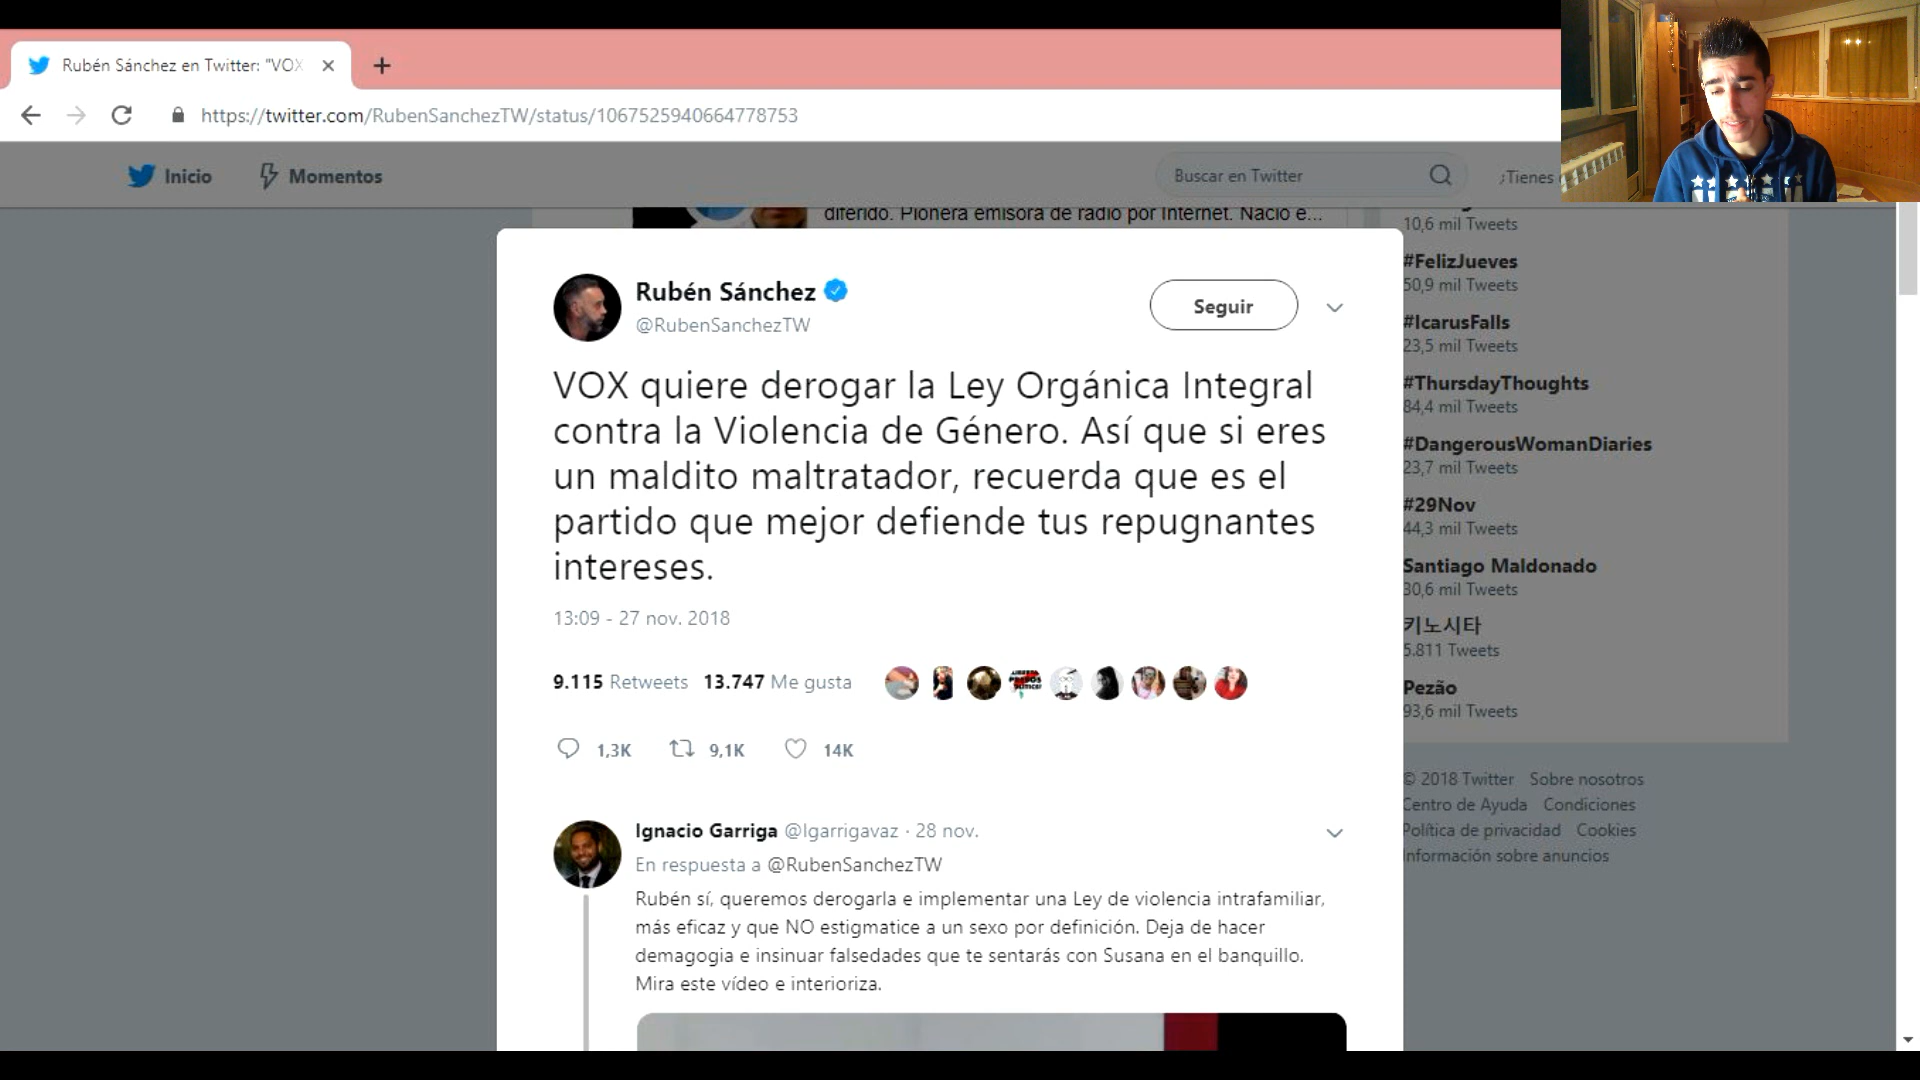 Rubén Sánchez en Twitter: "VOX
https://twitter.com/RubenSanchezTW/status/1067525940664778753
Inicio
Momentos
Buscar en Twitter
¿Tienes
diferido. Pionera emisora de radio por Internet. Nació e...
10,6 mil Tweets
#FelizJueves
50,9 mil Tweets
#IcarusFalls
23,5 mil Tweets
#ThursdayThoughts
84,4 mil Tweets
#DangerousWomanDiaries
23,7 mil Tweets
#29Nov
44,3 mil Tweets
Santiago Maldonado
30,6 mil Tweets
키노시타
5.811 Tweets
Pezão
93,6 mil Tweets
© 2018 Twitter Sobre nosotros
Centro de Ayuda Condiciones
Política de privacidad Cookies
Información sobre anuncios
Rubén Sánchez
@RubenSanchezTW
Seguir
VOX quiere derogar la Ley Orgánica Integral
contra la Violencia de Género. Así que si eres
un maldito maltratador, recuerda que es el
partido que mejor defiende tus repugnantes
intereses.
13:09 - 27 nov. 2018
9.115 Retweets 13.747 Me gusta
1,3K 9,1K 14K
Ignacio Garriga @Igarrigavaz · 28 nov.
En respuesta a @RubenSanchezTW
Rubén sí, queremos derogarla e implementar una Ley de violencia intrafamiliar,
más eficaz y que NO estigmatice a un sexo por definición. Deja de hacer
demagogia e insinuar falsedades que te sentarás con Susana en el banquillo.
Mira este vídeo e interioriza.